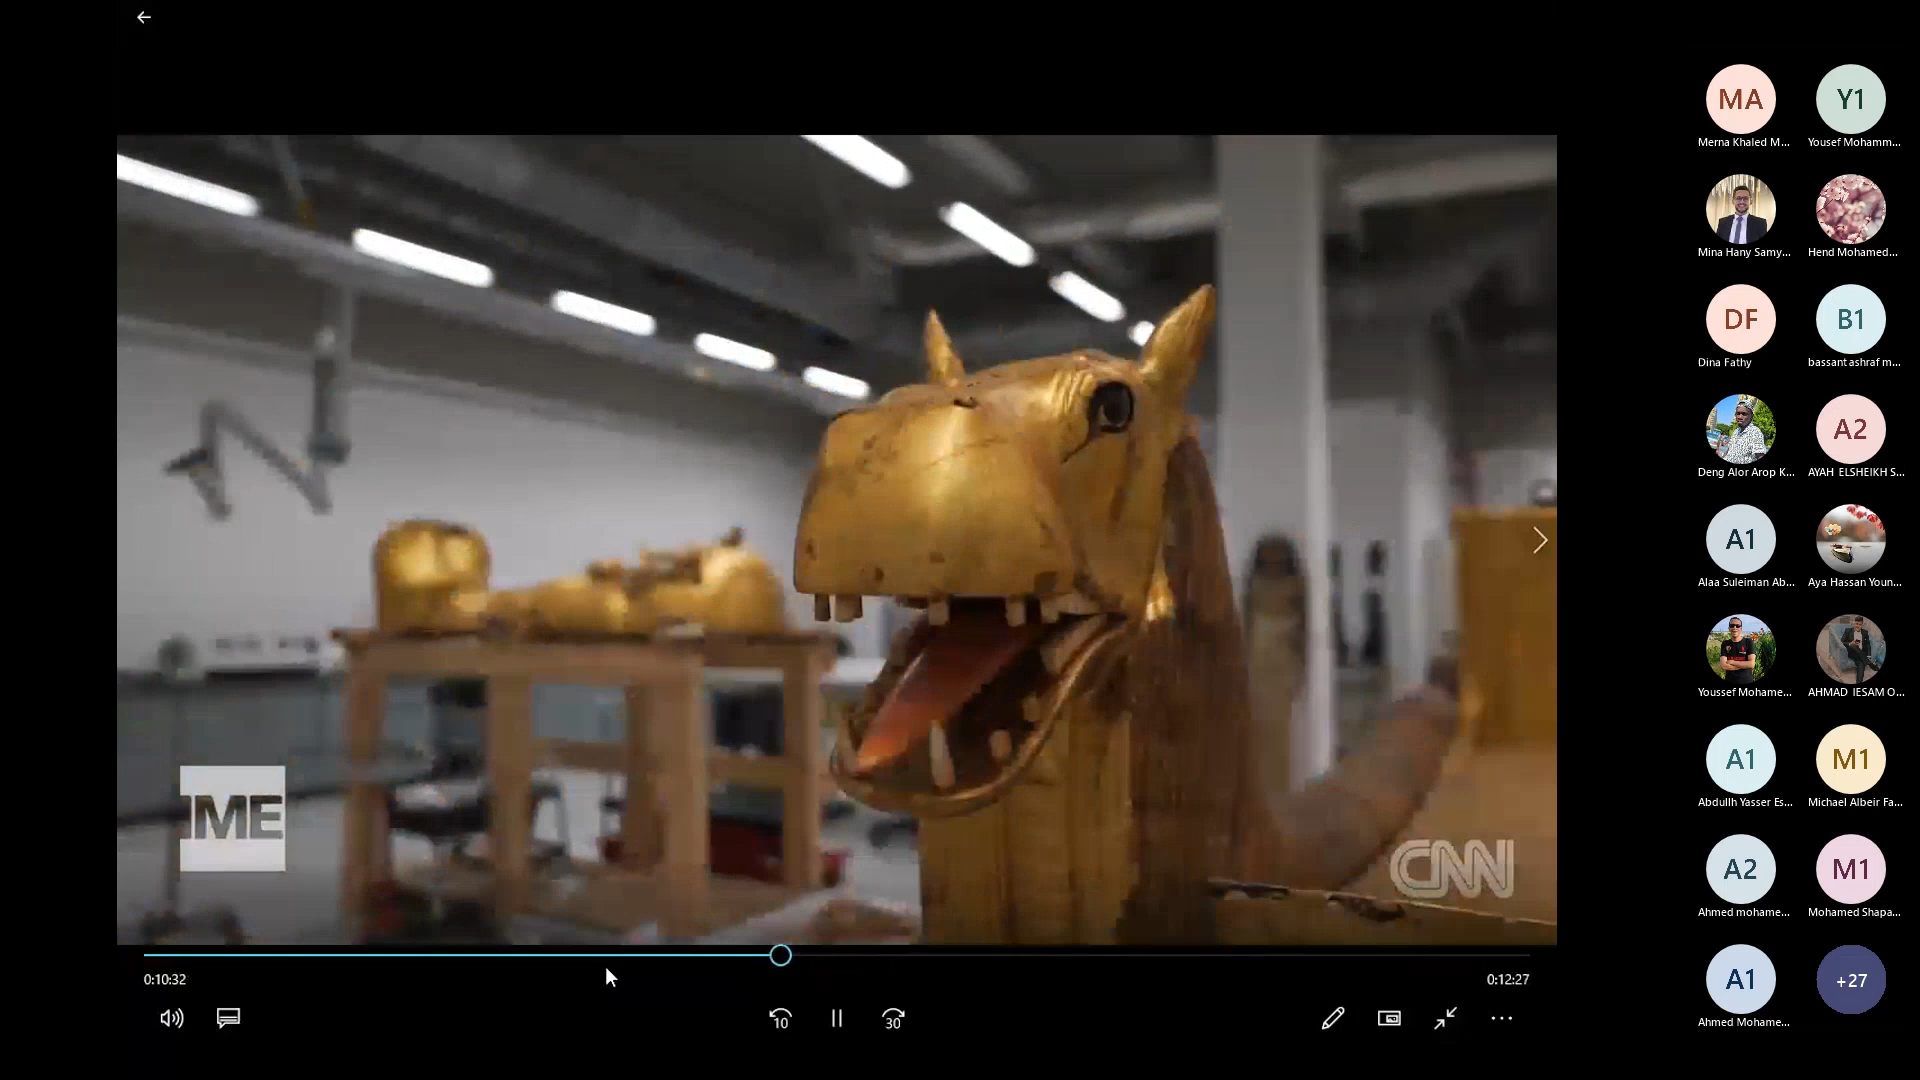 MA
Y1
Merna Khaled M...
Yousef Mohamm...
Mina Hany Samy...
Hend Mohamed...
DF
B1
Dina Fathy
bassant ashraf m...
A2
Deng Alor Arop K...
AYAH ELSHEIKH S...
A1
Alaa Suleiman Ab...
Aya Hassan Youn...
Youssef Mohame...
AHMAD IESAM O...
A1
M1
Abdullh Yasser Es...
Michael Albeir Fa...
A2
M1
Ahmed mohame...
Mohamed Shapa...
A1
+27
Ahmed Mohame...
ME
CNN
0:10:32
0:12:27
10
30